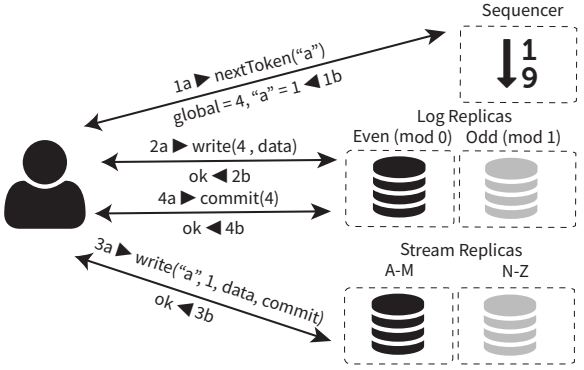 Sequencer
1
9
1a ▶ nextToken("a")
global = 4, "a" = 1 ◀ 1b
Log Replicas
Even (mod 0) Odd (mod 1)
2a ▶ write(4 , data)
ok ◀ 2b
4a ▶ commit(4)
ok ◀ 4b
Stream Replicas
A-M N-Z
3a ▶ write("a", 1, data, commit)
ok ◀ 3b